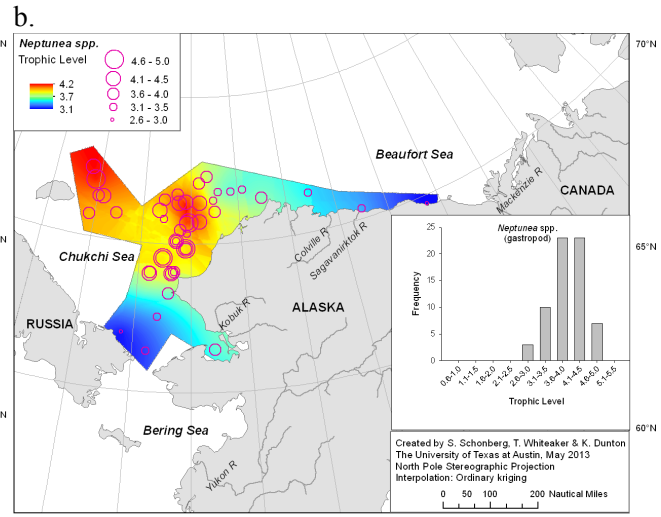 b.
Neptunea spp.
Trophic Level
4.2
3.7
3.1
4.6 - 5.0
4.1 - 4.5
3.6 - 4.0
3.1 - 3.5
2.6 - 3.0
N
70°N
Beaufort Sea
Mackenzie R
CANADA
N
65°N
Chukchi Sea
Colville R
Sagavanirktok R
RUSSIA
Kobuk R
ALASKA
Neptunea spp.
(gastropod)
Frequency
25
20
15
10
5
0
0.6-1.0
1.1-1.5
1.6-2.0
2.1-2.5
2.6-3.0
3.1-3.5
3.6-4.0
4.1-4.5
4.6-5.0
5.1-5.5
Trophic Level
N
60°N
Bering Sea
Yukon R
Created by S. Schonberg, T. Whiteaker & K. Dunton
The University of Texas at Austin, May 2013
North Pole Stereographic Projection
Interpolation: Ordinary kriging
0 50 100 200 Nautical Miles